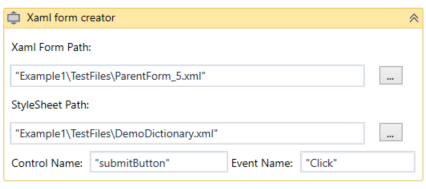 Xaml form creator
Xaml Form Path:
"Example1\TestFiles\ParentForm_5.xml"
...
StyleSheet Path:
"Example1\TestFiles\DemoDictionary.xml"
...
Control Name: "submitButton" Event Name: "Click"